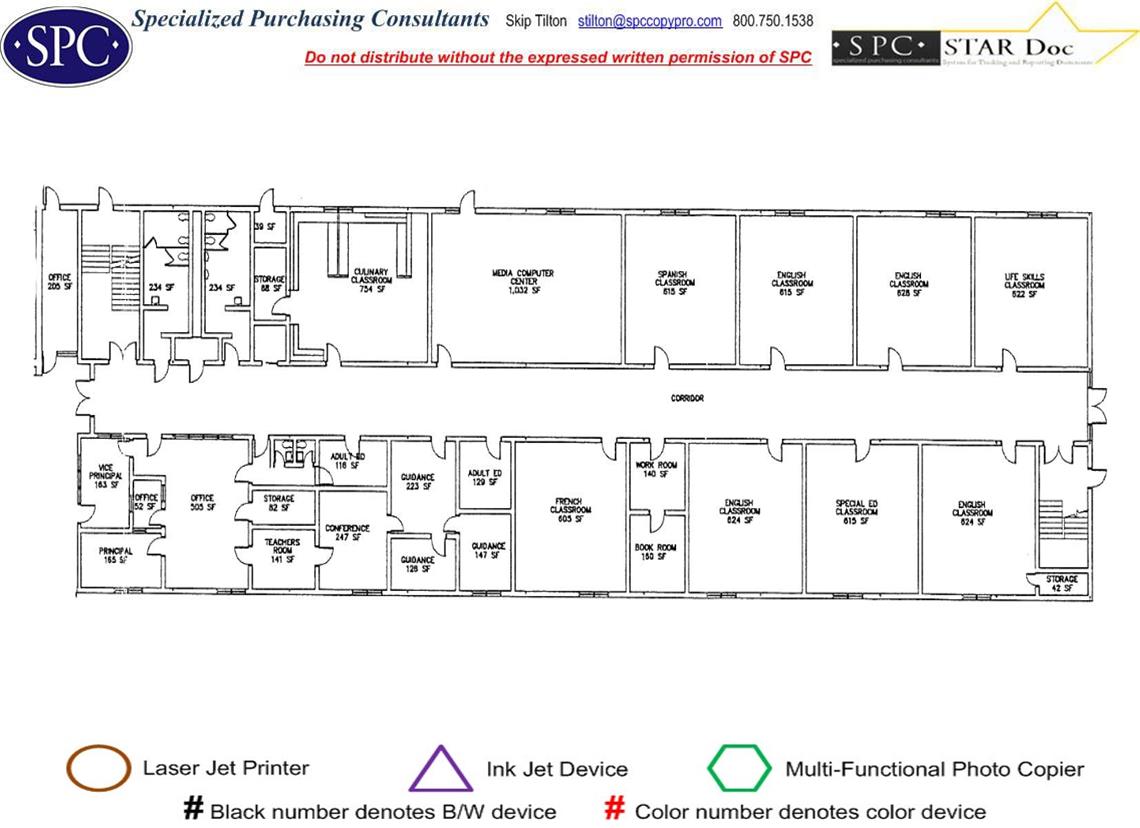 SPC
Specialized Purchasing Consultants Skip Tilton stilton@spccopypro.com 800.750.1538
Do not distribute without the expressed written permission of SPC
· S P C · STAR Doc
specialized purchasing consultants System for Tracking and Reporting Documents
OFFICE
205 SF
234 SF
234 SF
39 SF
STORAGE
68 SF
CULINARY
CLASSROOM
754 SF
MEDIA COMPUTER
CENTER
1,032 SF
SPANISH
CLASSROOM
615 SF
ENGLISH
CLASSROOM
615 SF
ENGLISH
CLASSROOM
628 SF
LIFE SKILLS
CLASSROOM
622 SF
CORRIDOR
VICE
PRINCIPAL
163 SF
OFFICE
52 SF
OFFICE
505 SF
PRINCIPAL
165 SF
STORAGE
82 SF
TEACHERS
ROOM
141 SF
ADULT ED
116 SF
CONFERENCE
247 SF
GUIDANCE
223 SF
GUIDANCE
126 SF
ADULT ED
129 SF
GUIDANCE
147 SF
FRENCH
CLASSROOM
605 SF
WORK ROOM
140 SF
BOOK ROOM
150 SF
ENGLISH
CLASSROOM
624 SF
SPECIAL ED
CLASSROOM
615 SF
ENGLISH
CLASSROOM
624 SF
STORAGE
42 SF
Laser Jet Printer
Ink Jet Device
Multi-Functional Photo Copier
# Black number denotes B/W device
# Color number denotes color device